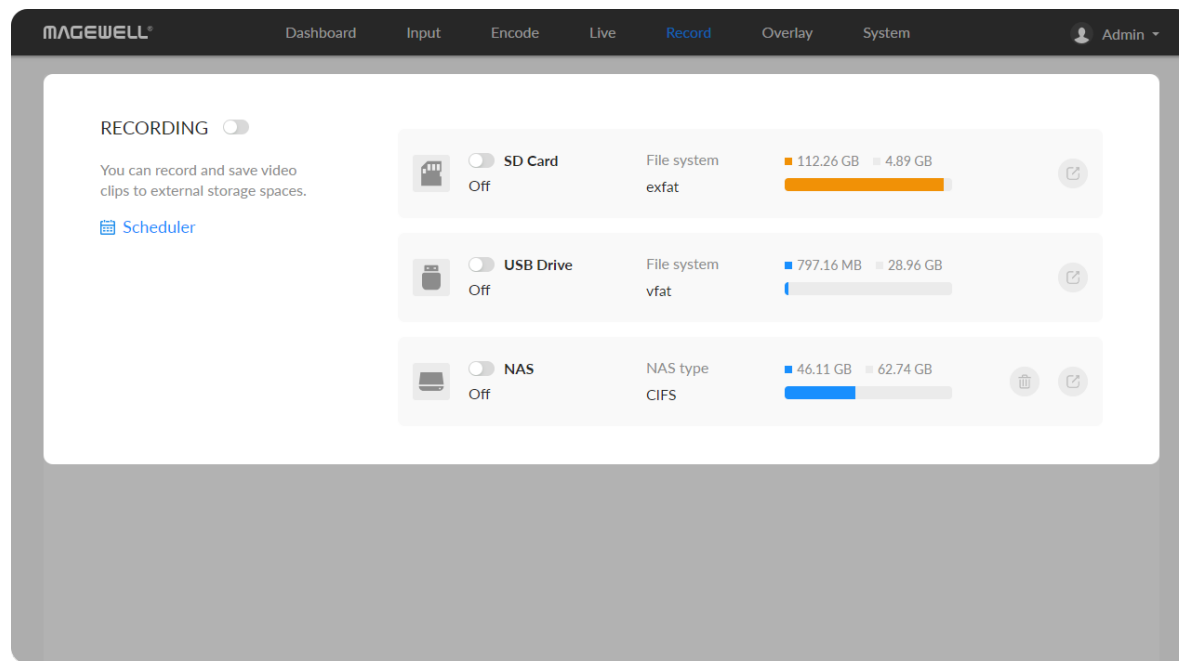 MAGEWELL®
Dashboard Input Encode Live Record Overlay System Admin
RECORDING
You can record and save video
clips to external storage spaces.
Scheduler
SD Card File system 112.26 GB 4.89 GB
Off exfat
USB Drive File system 797.16 MB 28.96 GB
Off vfat
NAS NAS type 46.11 GB 62.74 GB
Off CIFS